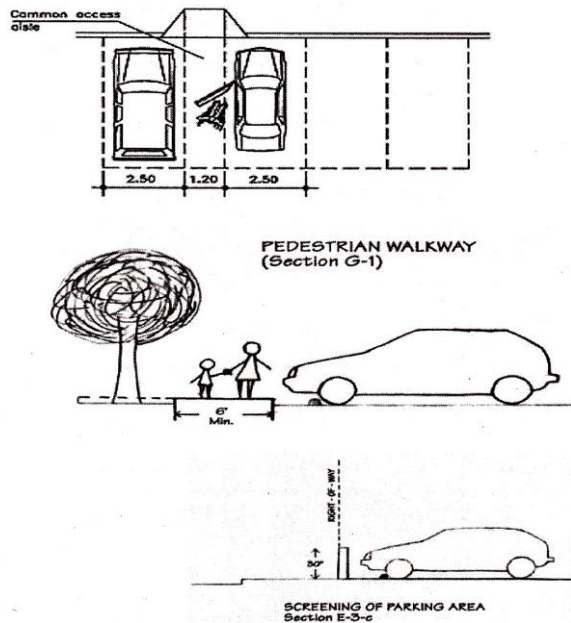 Common access
aisle
2.50 1.20 2.50
PEDESTRIAN WALKWAY
(Section G-1)
6'
Min.
RIGHT-OF-WAY
30"
SCREENING OF PARKING AREA
Section E-3-c